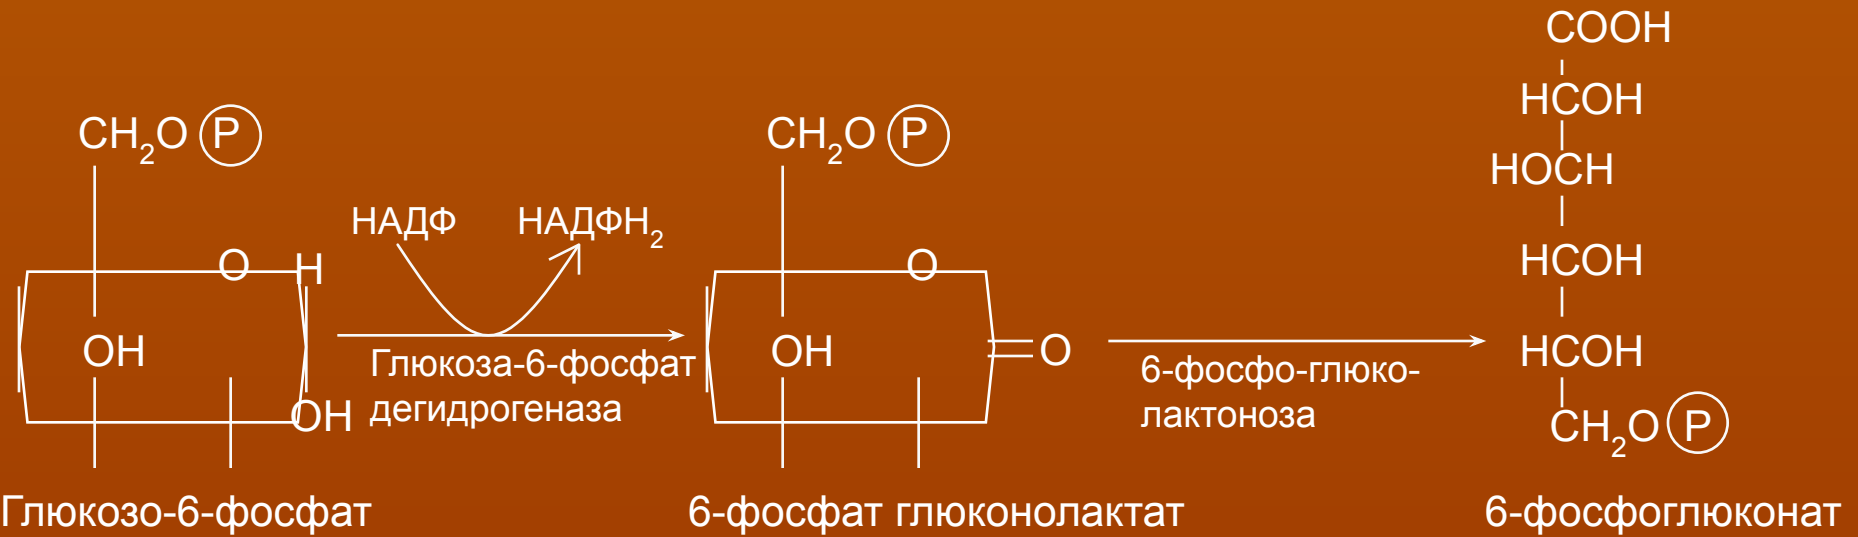 CH2O P
НАДФ НАДФН2
O H
OH
OH
Глюкоза-6-фосфат
дегидрогеназа
Глюкозо-6-фосфат
CH2O P
O
OH
O
6-фосфат глюконолактат
6-фосфо-глюко-
лактоноза
COOH
HCOH
HOCH
HCOH
HCOH
CH2O P
6-фосфоглюконат